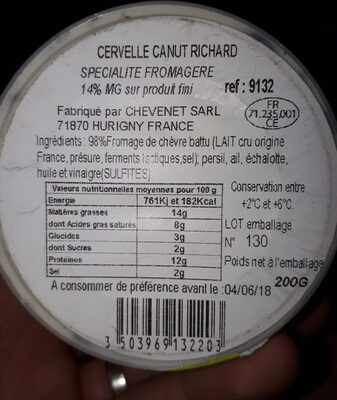 CERVELLE CANUT RICHARD
SPECIALITE FROMAGERE
14% MG sur produit fini
ref : 9132
Fabriqué par CHEVENET SARL
71870 HURIGNY FRANCE
FR
71.235.001
CE
Ingrédients : 98%Fromage de chèvre battu (LAIT cru origine
France, présure, ferments lactiques,sel); persil, ail, échalotte,
huile et vinaigre(SULFITES)
Valeurs nutritionnelles moyennes pour 100 g
Energie 761Kj et 182Kcal
Matières grasses 14g
dont Acides gras saturés 8g
Glucides 3g
dont Sucres 2g
Protéines 12g
Sel 2g
Conservation entre
+2°C et +6°C.
LOT emballage
N° 130
Poids net à l'emballage
200G
A consommer de préférence avant le :04/06/18
3 503969 132203